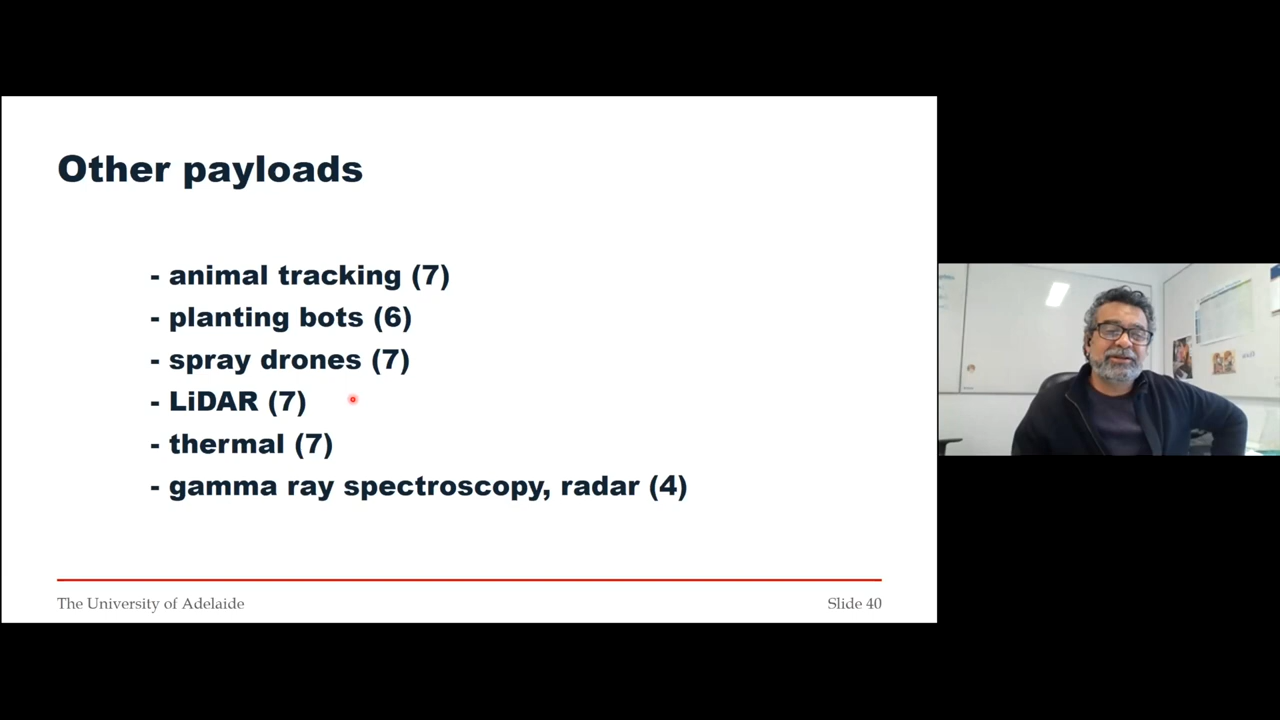 Other payloads
- animal tracking (7)
- planting bots (6)
- spray drones (7)
- LiDAR (7)
- thermal (7)
- gamma ray spectroscopy, radar (4)
The University of Adelaide
Slide 40